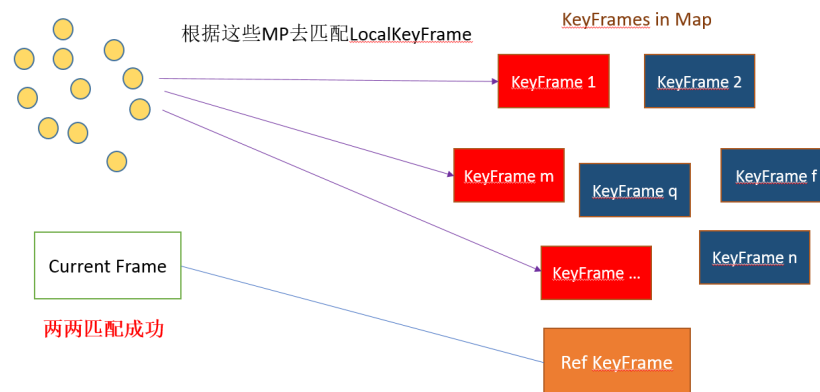 根据这些MP去匹配LocalKeyFrame
KeyFrames in Map
KeyFrame 1
KeyFrame 2
KeyFrame m
KeyFrame q
KeyFrame f
Current Frame
KeyFrame ...
KeyFrame n
两两匹配成功
Ref KeyFrame